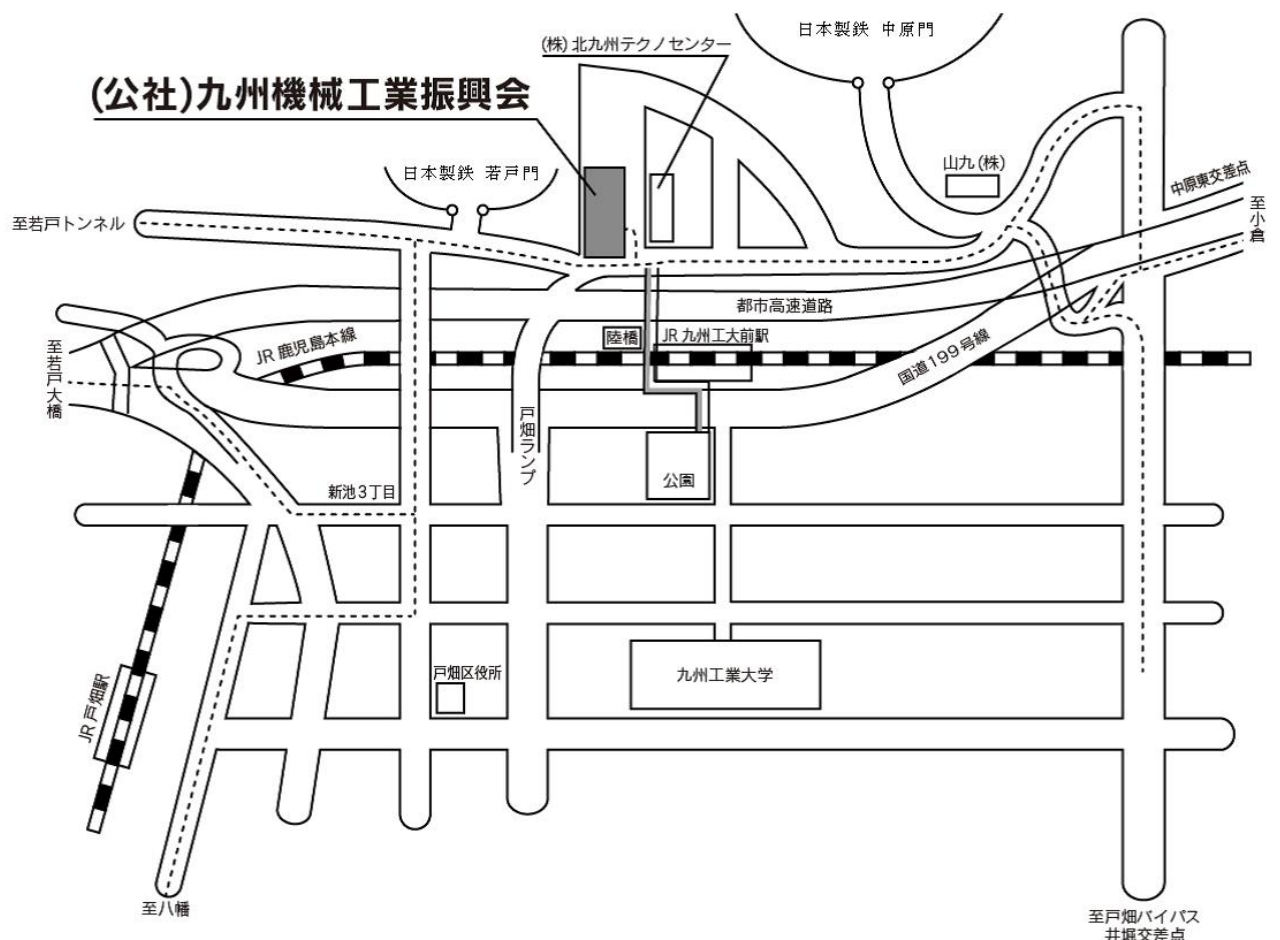 日本製鉄 中原門
(株)北九州テクノセンター
(公社)九州機械工業振興会
山九(株)
日本製鉄 若戸門
中原東交差点
至小倉
至若戸トンネル
都市高速道路
陸橋
JR 九州工大前駅
JR 鹿児島本線
国道199号線
至若戸大橋
戸畑ランプ
公園
新池3丁目
戸畑区役所
九州工業大学
JR 戸畑駅
至八幡
至戸畑バイパス
井堀交差点